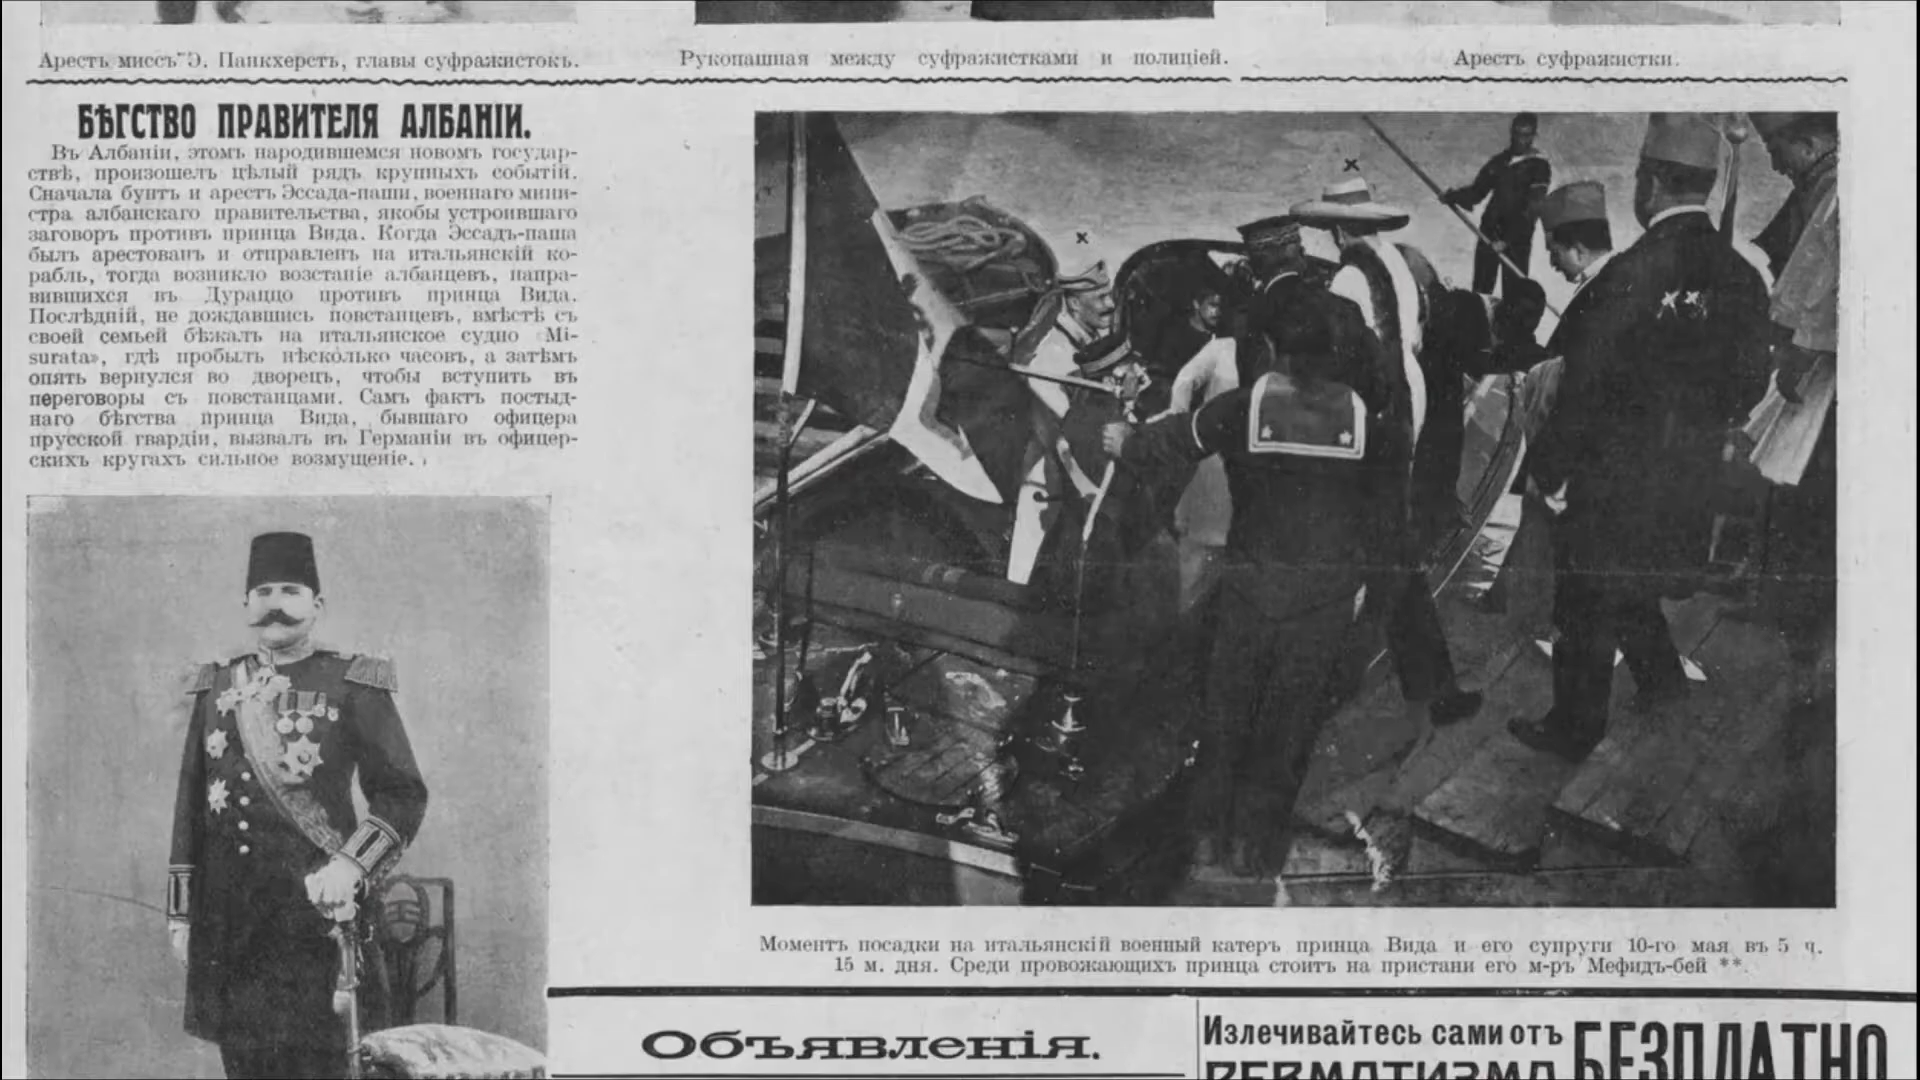 Арестъ миссъ Э. Панкхерстъ, главы суфражистокъ.
Рукопашная между суфражистками и полиціей.
Арестъ суфражистки.
БѢГСТВО ПРАВИТЕЛЯ АЛБАНІИ.
Въ Албаніи, этомъ народившемся новомъ государ-
ствѣ, произошелъ цѣлый рядъ крупныхъ событій.
Сначала бунтъ и арестъ Эссада-паши, военнаго мини-
стра албанскаго правительства, якобы устроившаго
заговоръ противъ принца Вида. Когда Эссадъ-паша
былъ арестованъ и отправленъ на итальянскій ко-
рабль, тогда возникло возстаніе албанцевъ, напра-
вившихся въ Дураццо противъ принца Вида.
Послѣдній, не дождавшись повстанцевъ, вмѣстѣ съ
своей семьей бѣжалъ на итальянское судно «Mi-
surata», гдѣ пробылъ нѣсколько часовъ, а затѣмъ
опять вернулся во дворецъ, чтобы вступить въ
переговоры съ повстанцами. Самъ фактъ постыд-
наго бѣгства принца Вида, бывшаго офицера
прусской гвардіи, вызвалъ въ Германіи въ офицер-
скихъ кругахъ сильное возмущеніе.
Моментъ посадки на итальянскій военный катеръ принца Вида и его супруги 10-го мая въ 5 ч.
15 м. дня. Среди провожающихъ принца стоитъ на пристани его м-ръ Мефидъ-бей **
Объявленія.
Излечивайтесь сами отъ
РЕВМАТИЗМА
БЕЗПЛАТНО